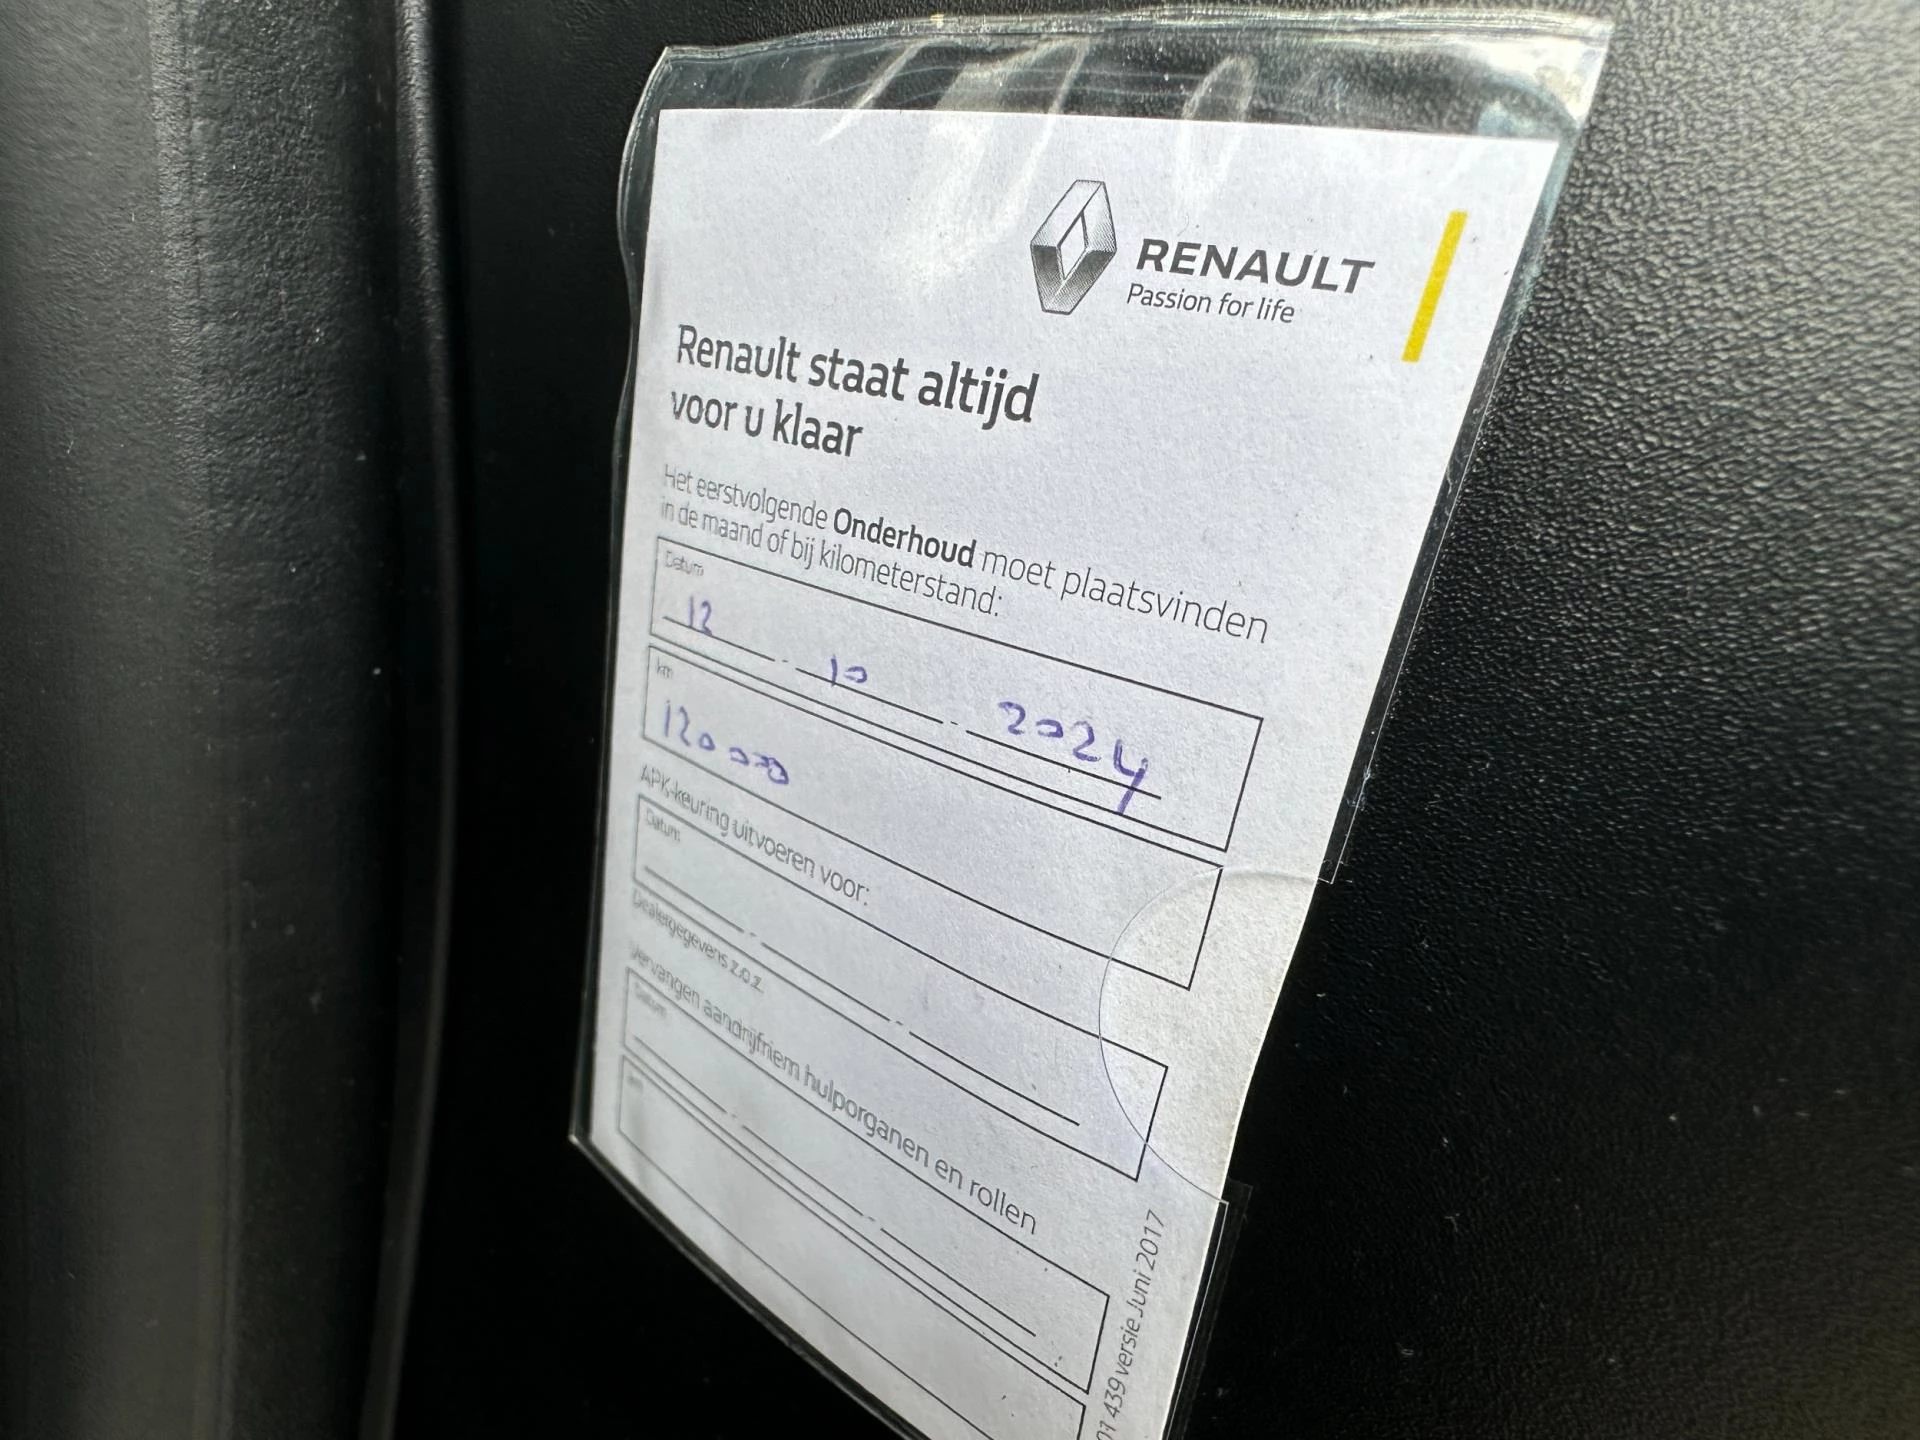 RENAULT
Passion for life
Renault staat altijd
voor u klaar
Het eerstvolgende Onderhoud moet plaatsvinden
in de maand of bij kilometerstand:
Datum
12 - 10 - 2024
km
120 000
APK-keuring uitvoeren voor:
Datum
Dealergegevens z.o.z.
Vervangen aandrijfriem hulporganen en rollen
Datum
km
01 439 versie Juni 2017